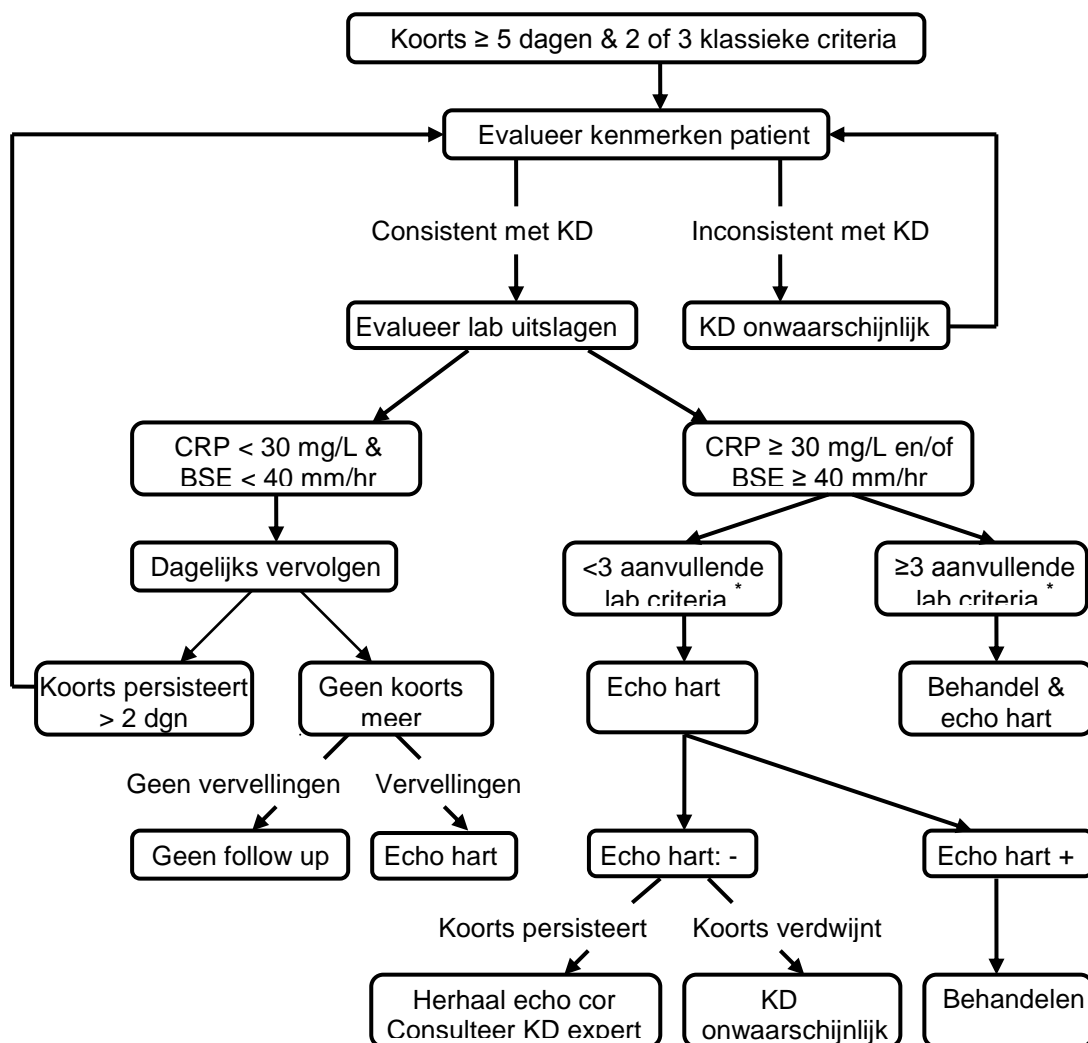 Koorts ≥ 5 dagen & 2 of 3 klassieke criteria
Evalueer kenmerken patient
Consistent met KD
Inconsistent met KD
Evalueer lab uitslagen
KD onwaarschijnlijk
CRP < 30 mg/L &
BSE < 40 mm/hr
CRP ≥ 30 mg/L en/of
BSE ≥ 40 mm/hr
Dagelijks vervolgen
<3 aanvullende
lab criteria *
≥3 aanvullende
lab criteria *
Koorts persisteert
> 2 dgn
Geen koorts
meer
Echo hart
Behandel &
echo hart
Geen vervellingen
Vervellingen
Geen follow up
Echo hart
Echo hart: -
Echo hart +
Koorts persisteert
Koorts verdwijnt
Herhaal echo cor
Consulteer KD expert
KD
onwaarschijnlijk
Behandelen